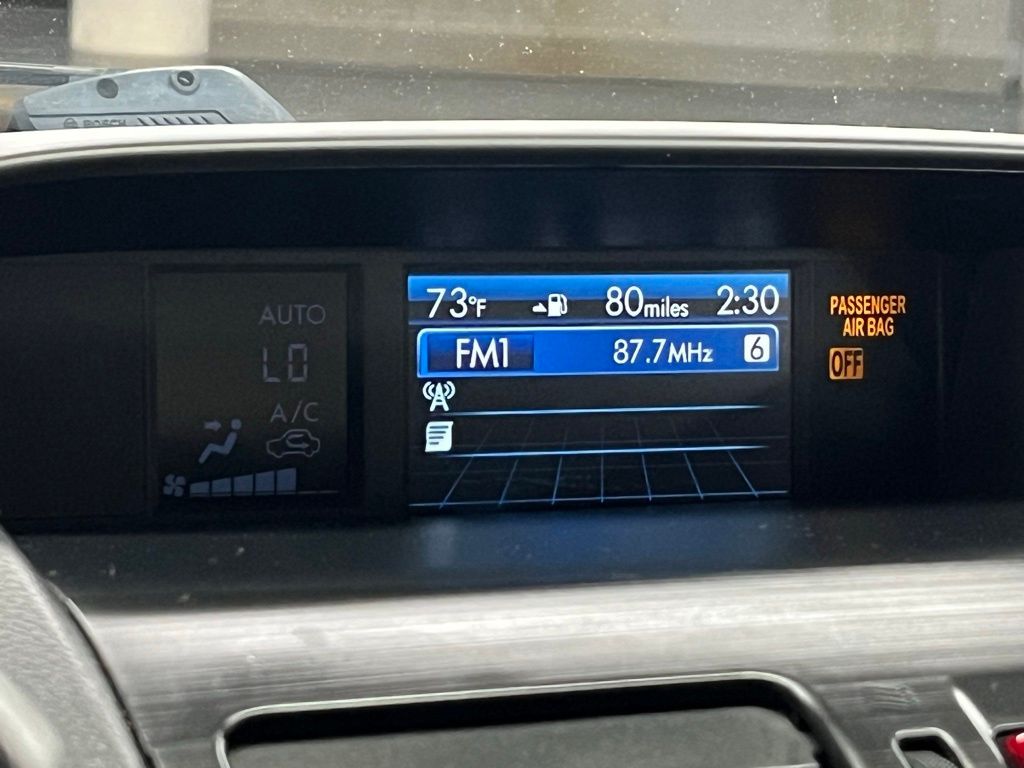 BOSCH
AUTO
LO
A/C
73°F
80miles
2:30
FM1
87.7MHz
6
PASSENGER
AIR BAG
OFF